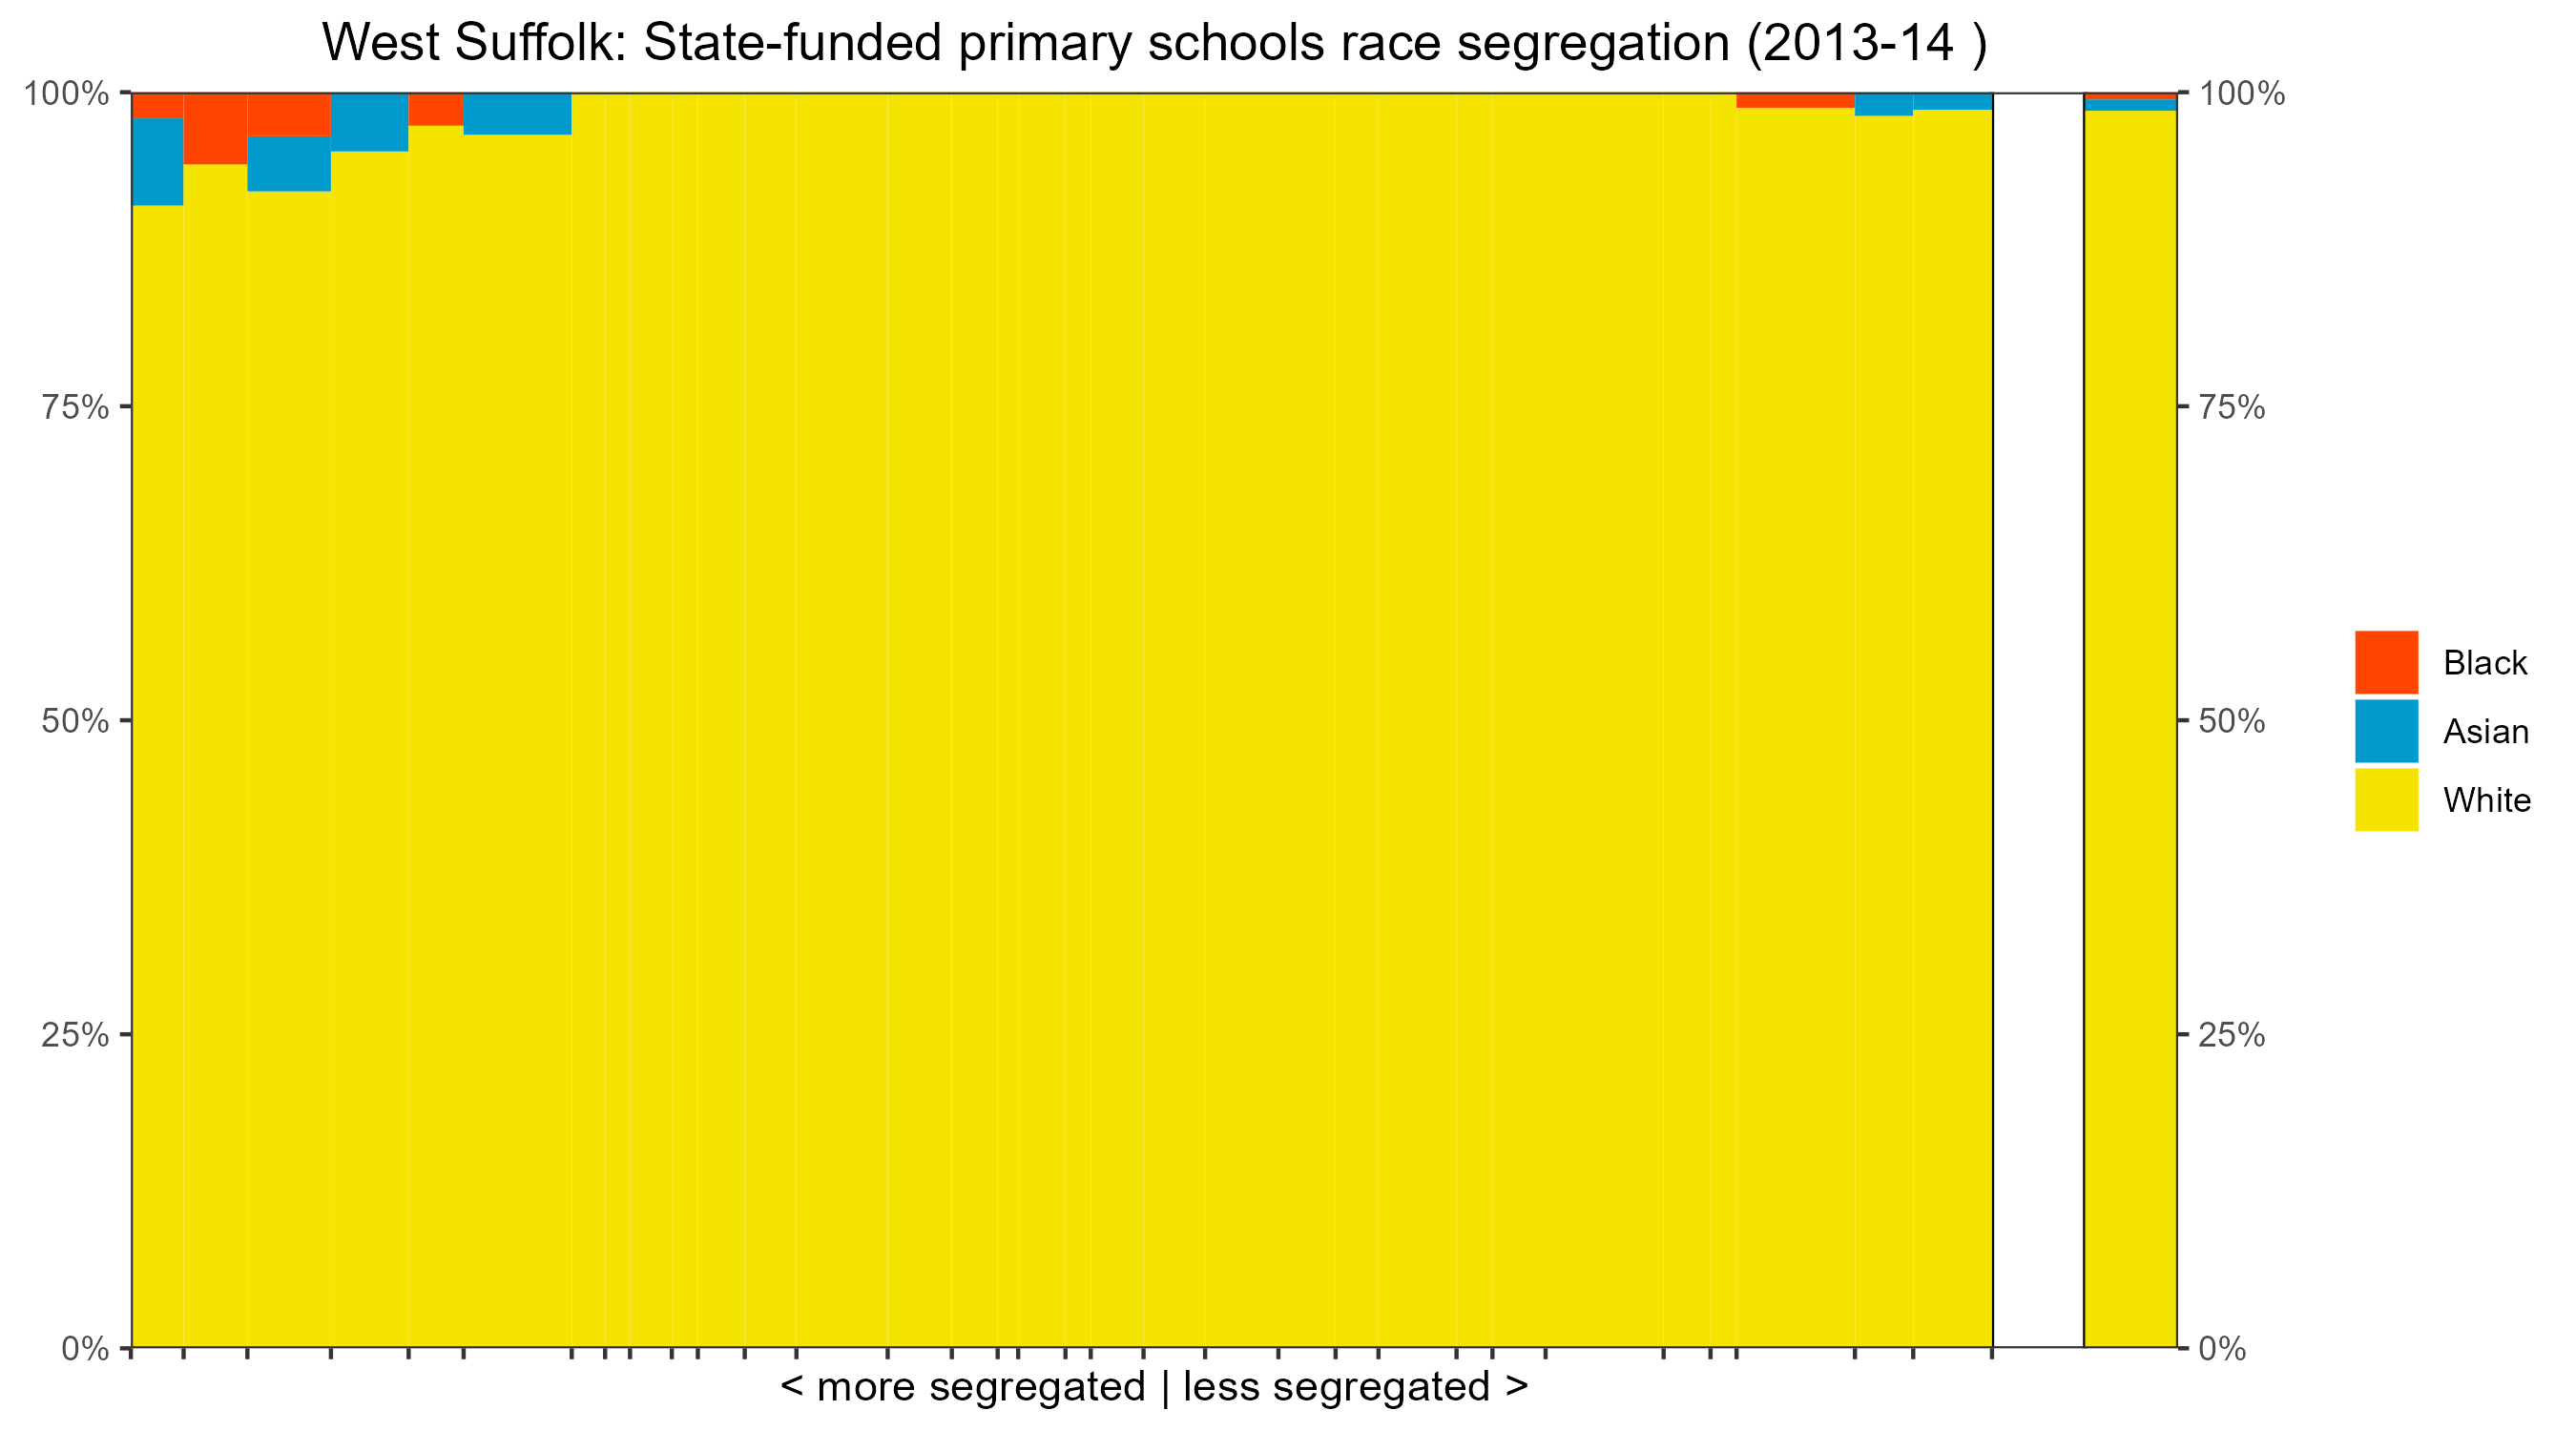 West Suffolk: State-funded primary schools race segregation (2013-14 )
100%
75%
50%
25%
0%
100%
75%
50%
25%
0%
Black
Asian
White
< more segregated | less segregated >